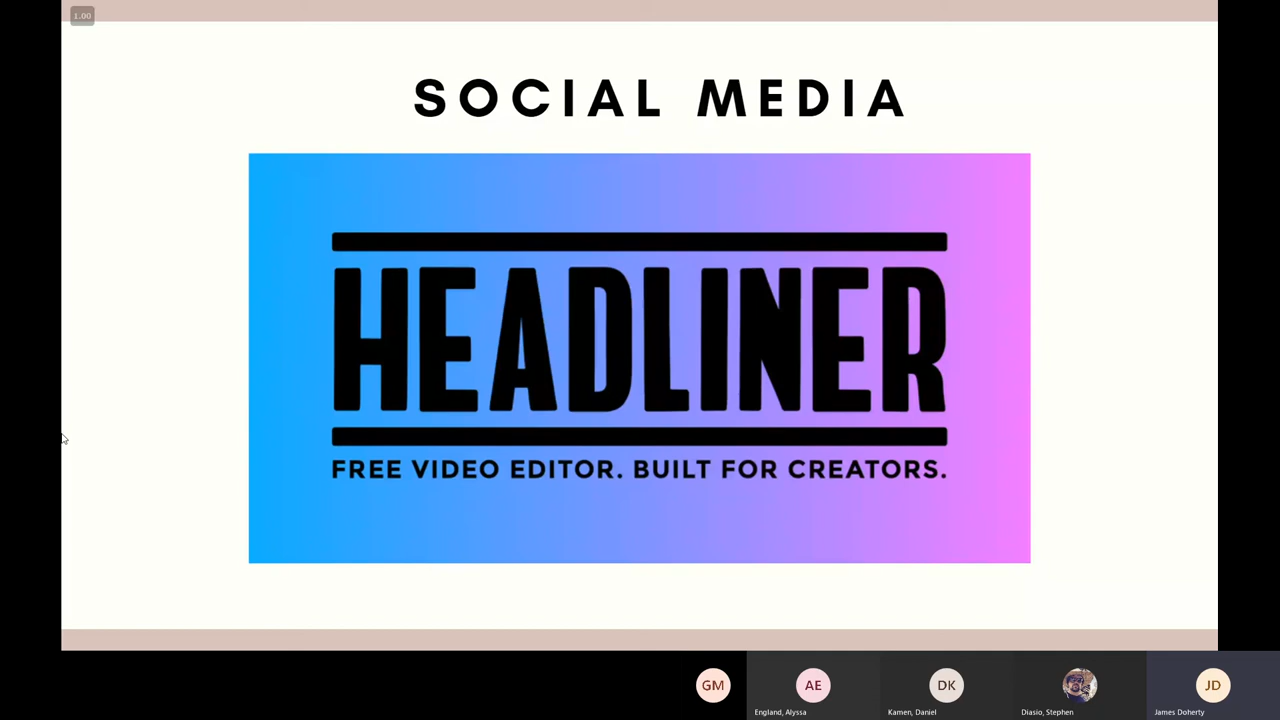 1.00
SOCIAL MEDIA
HEADLINER
FREE VIDEO EDITOR. BUILT FOR CREATORS.
GM
AE
DK
JD
England, Alyssa
Kamen, Daniel
Diasio, Stephen
James Doherty